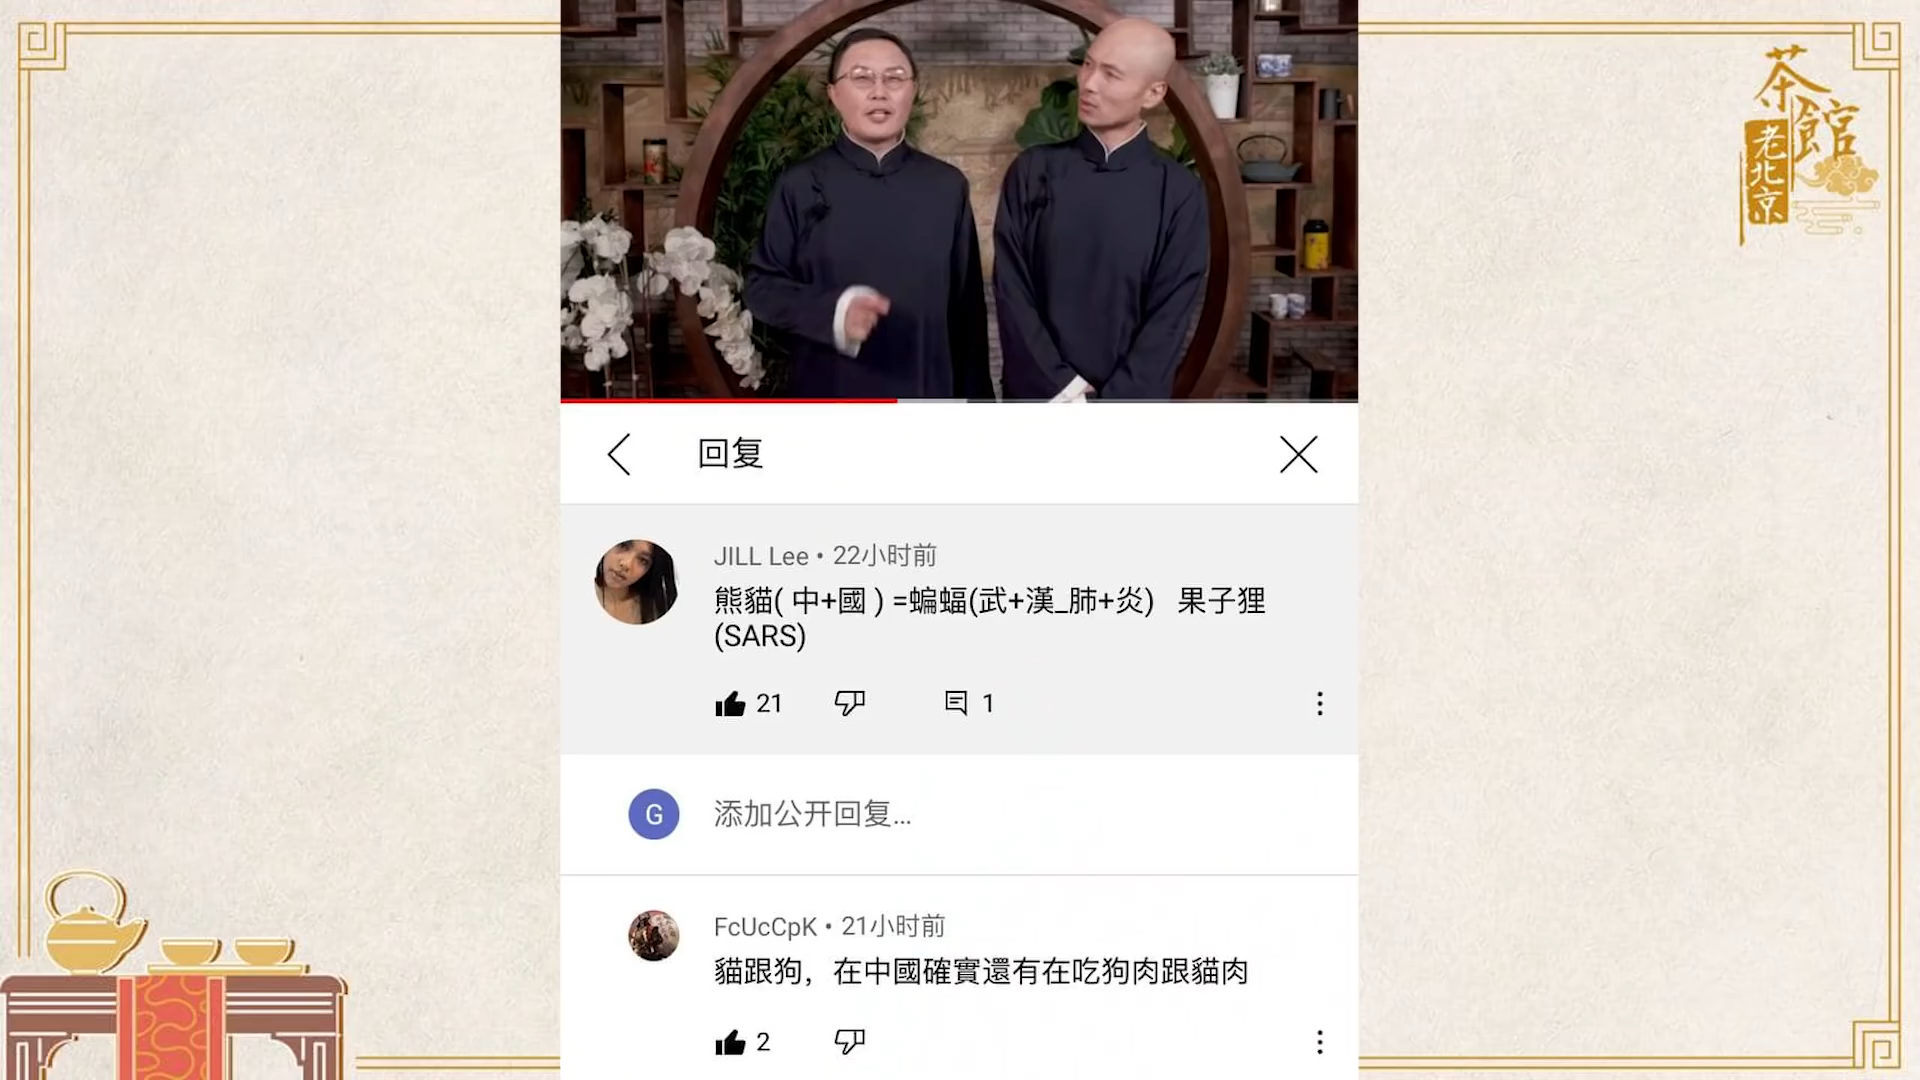 茶館
老北京
回复
JILL Lee • 22小时前
熊貓( 中+國 ) =蝙蝠(武+漢_肺+炎) 果子狸
(SARS)
21
1
G
添加公开回复...
FcUcCpK • 21小时前
貓跟狗，在中國確實還有在吃狗肉跟貓肉
2